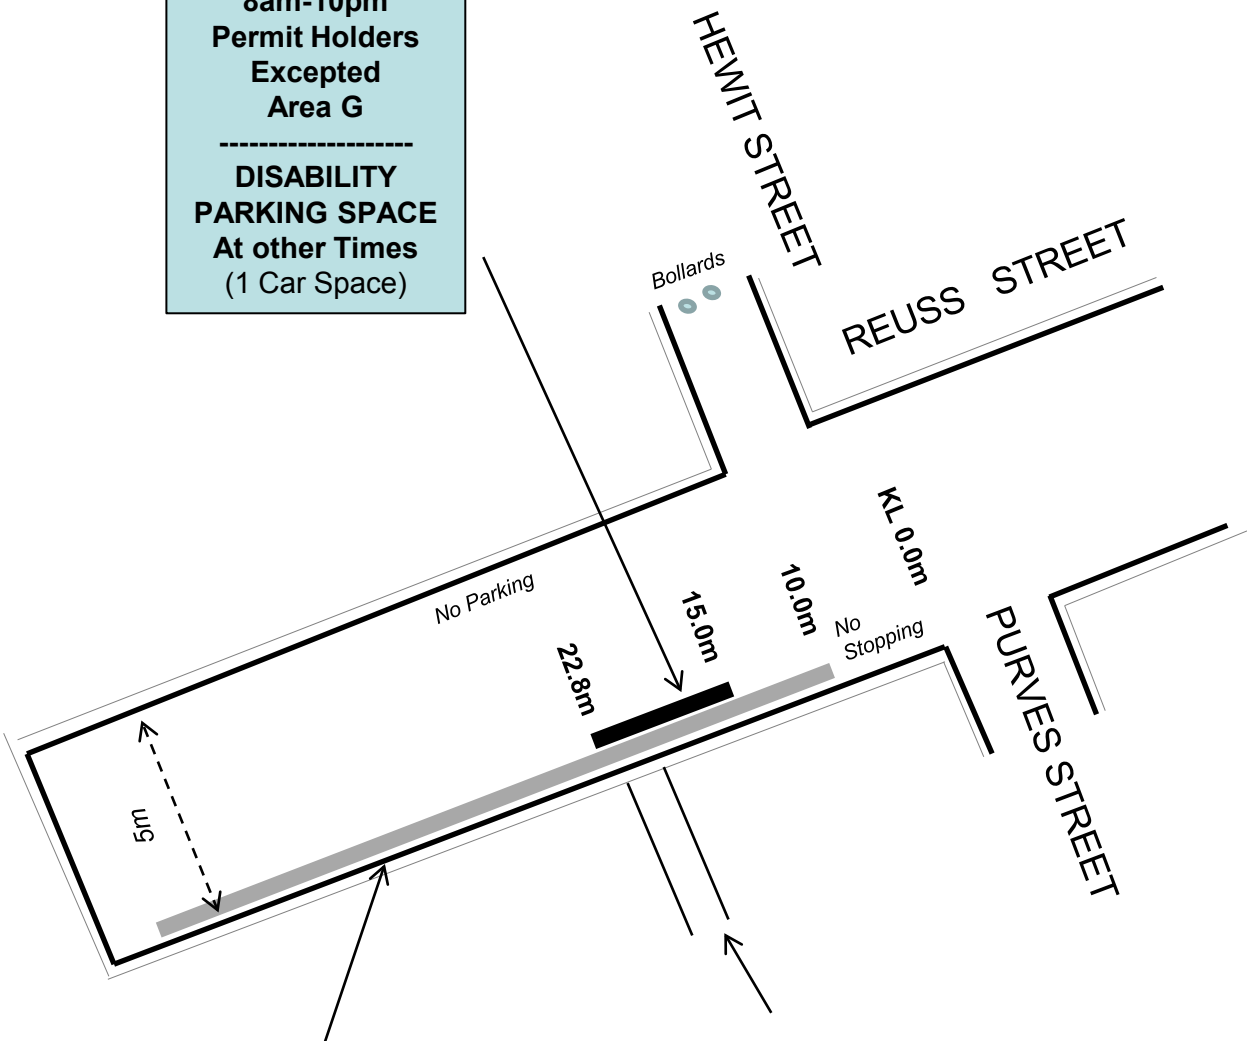 8am-10pm
Permit Holders
Excepted
Area G
--------------------
DISABILITY
PARKING SPACE
At other Times
(1 Car Space)
HEWIT STREET
Bollards
REUSS STREET
KL 0.0m
10.0m
15.0m
22.8m
No Parking
No
Stopping
PURVES STREET
5m